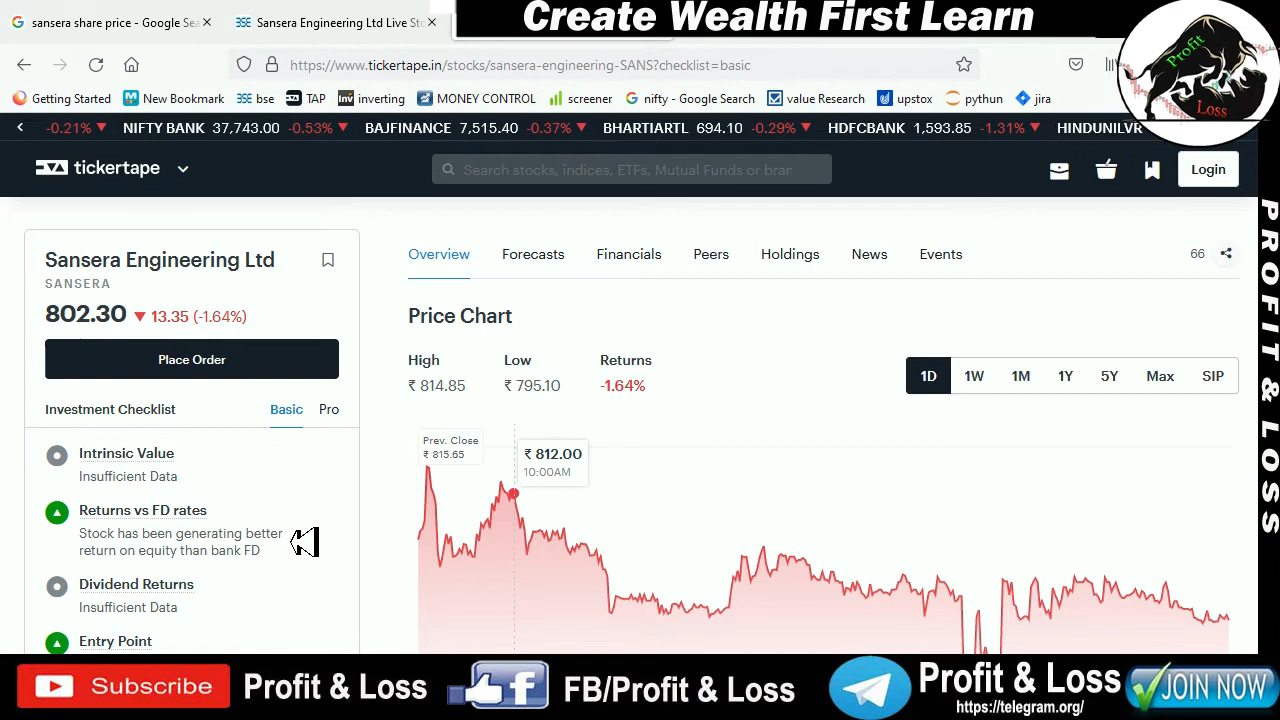 Create Wealth First Learn
sansera share price - Google Sea
Sansera Engineering Ltd Live Sto
https://www.tickertape.in/stocks/sansera-engineering-SANS?checklist=basic
Getting Started
New Bookmark
bse
TAP
inverting
MONEY CONTROL
screener
nifty - Google Search
value Research
upstox
pythun
jira
Profit
Loss
-0.21% ▼ NIFTY BANK 37,743.00 -0.53% ▼ BAJFINANCE 7,515.40 -0.37% ▼ BHARTIARTL 694.10 -0.29% ▼ HDFCBANK 1,593.85 -1.31% ▼ HINDUNILVR
tickertape
Search stocks, indices, ETFs, Mutual Funds or bran
Login
Sansera Engineering Ltd
SANSERA
802.30 ▼ 13.35 (-1.64%)
Place Order
Investment Checklist Basic Pro
Intrinsic Value
Insufficient Data
Returns vs FD rates
Stock has been generating better
return on equity than bank FD
Dividend Returns
Insufficient Data
Entry Point
Overview Forecasts Financials Peers Holdings News Events 66
Price Chart
High Low Returns
₹ 814.85 ₹ 795.10 -1.64%
1D 1W 1M 1Y 5Y Max SIP
Prev. Close
₹ 815.65
₹ 812.00
10:00AM
PROFIT & LOSS
Subscribe
Profit & Loss
FB/Profit & Loss
Profit & Loss
https://telegram.org/
JOIN NOW